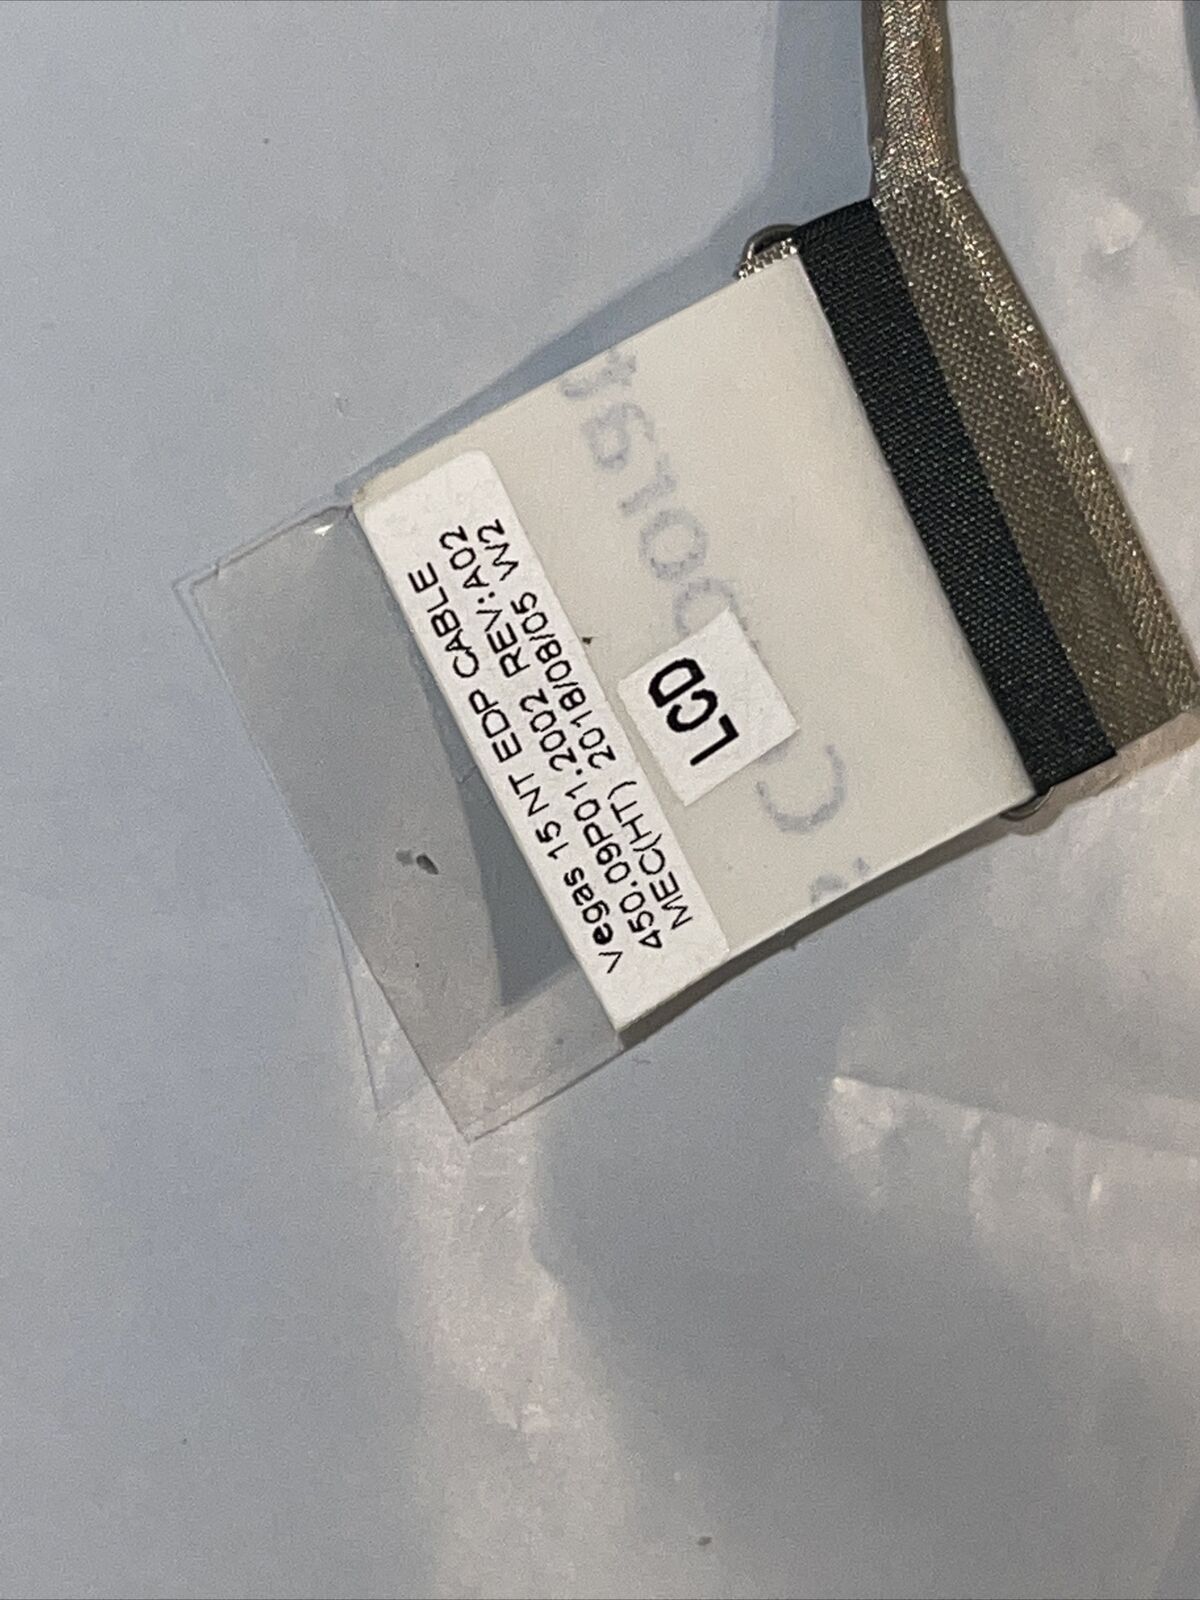 Vegas 15 NT EDP CABLE
450.09P01.2002 REV:A02
MEC(HT) 2018/08/05 W2
LCD